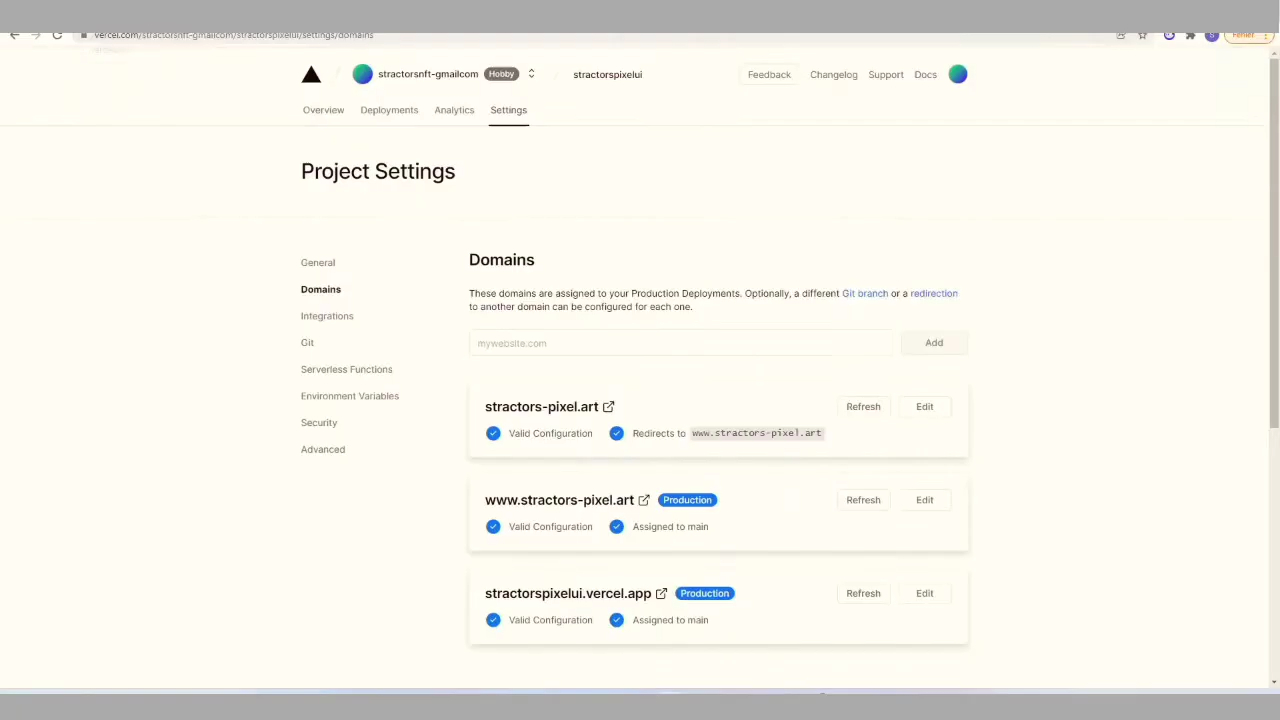 vercel.com/stractorsnft-gmailcom/stractorspixelui/settings/domains
stractorsnft-gmailcom Hobby stractorspixelui Feedback Changelog Support Docs
Overview Deployments Analytics Settings
Project Settings
General
Domains
Integrations
Git
Serverless Functions
Environment Variables
Security
Advanced
Domains
These domains are assigned to your Production Deployments. Optionally, a different Git branch or a redirection
to another domain can be configured for each one.
mywebsite.com Add
stractors-pixel.art Refresh Edit
Valid Configuration Redirects to www.stractors-pixel.art
www.stractors-pixel.art Production Refresh Edit
Valid Configuration Assigned to main
stractorspixelui.vercel.app Production Refresh Edit
Valid Configuration Assigned to main